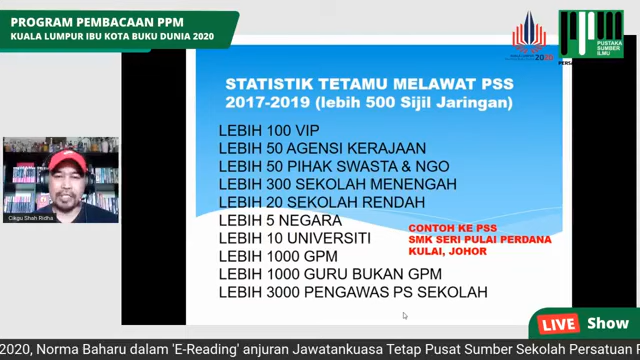 PROGRAM PEMBACAAN PPM
KUALA LUMPUR IBU KOTA BUKU DUNIA 2020
2020
PUSTAKA
SUMBER
ILMU
PERSA
STATISTIK TETAMU MELAWAT PSS
2017-2019 (lebih 500 Sijil Jaringan)
LEBIH 100 VIP
LEBIH 50 AGENSI KERAJAAN
LEBIH 50 PIHAK SWASTA & NGO
LEBIH 300 SEKOLAH MENENGAH
LEBIH 20 SEKOLAH RENDAH
LEBIH 5 NEGARA
LEBIH 10 UNIVERSITI
LEBIH 1000 GPM
LEBIH 1000 GURU BUKAN GPM
LEBIH 3000 PENGAWAS PS SEKOLAH
CONTOH KE PSS
SMK SERI PULAI PERDANA
KULAI, JOHOR
Cikgu Shah Ridha
LIVE Show
2020, Norma Baharu dalam 'E-Reading' anjuran Jawatankuasa Tetap Pusat Sumber Sekolah Persatuan P